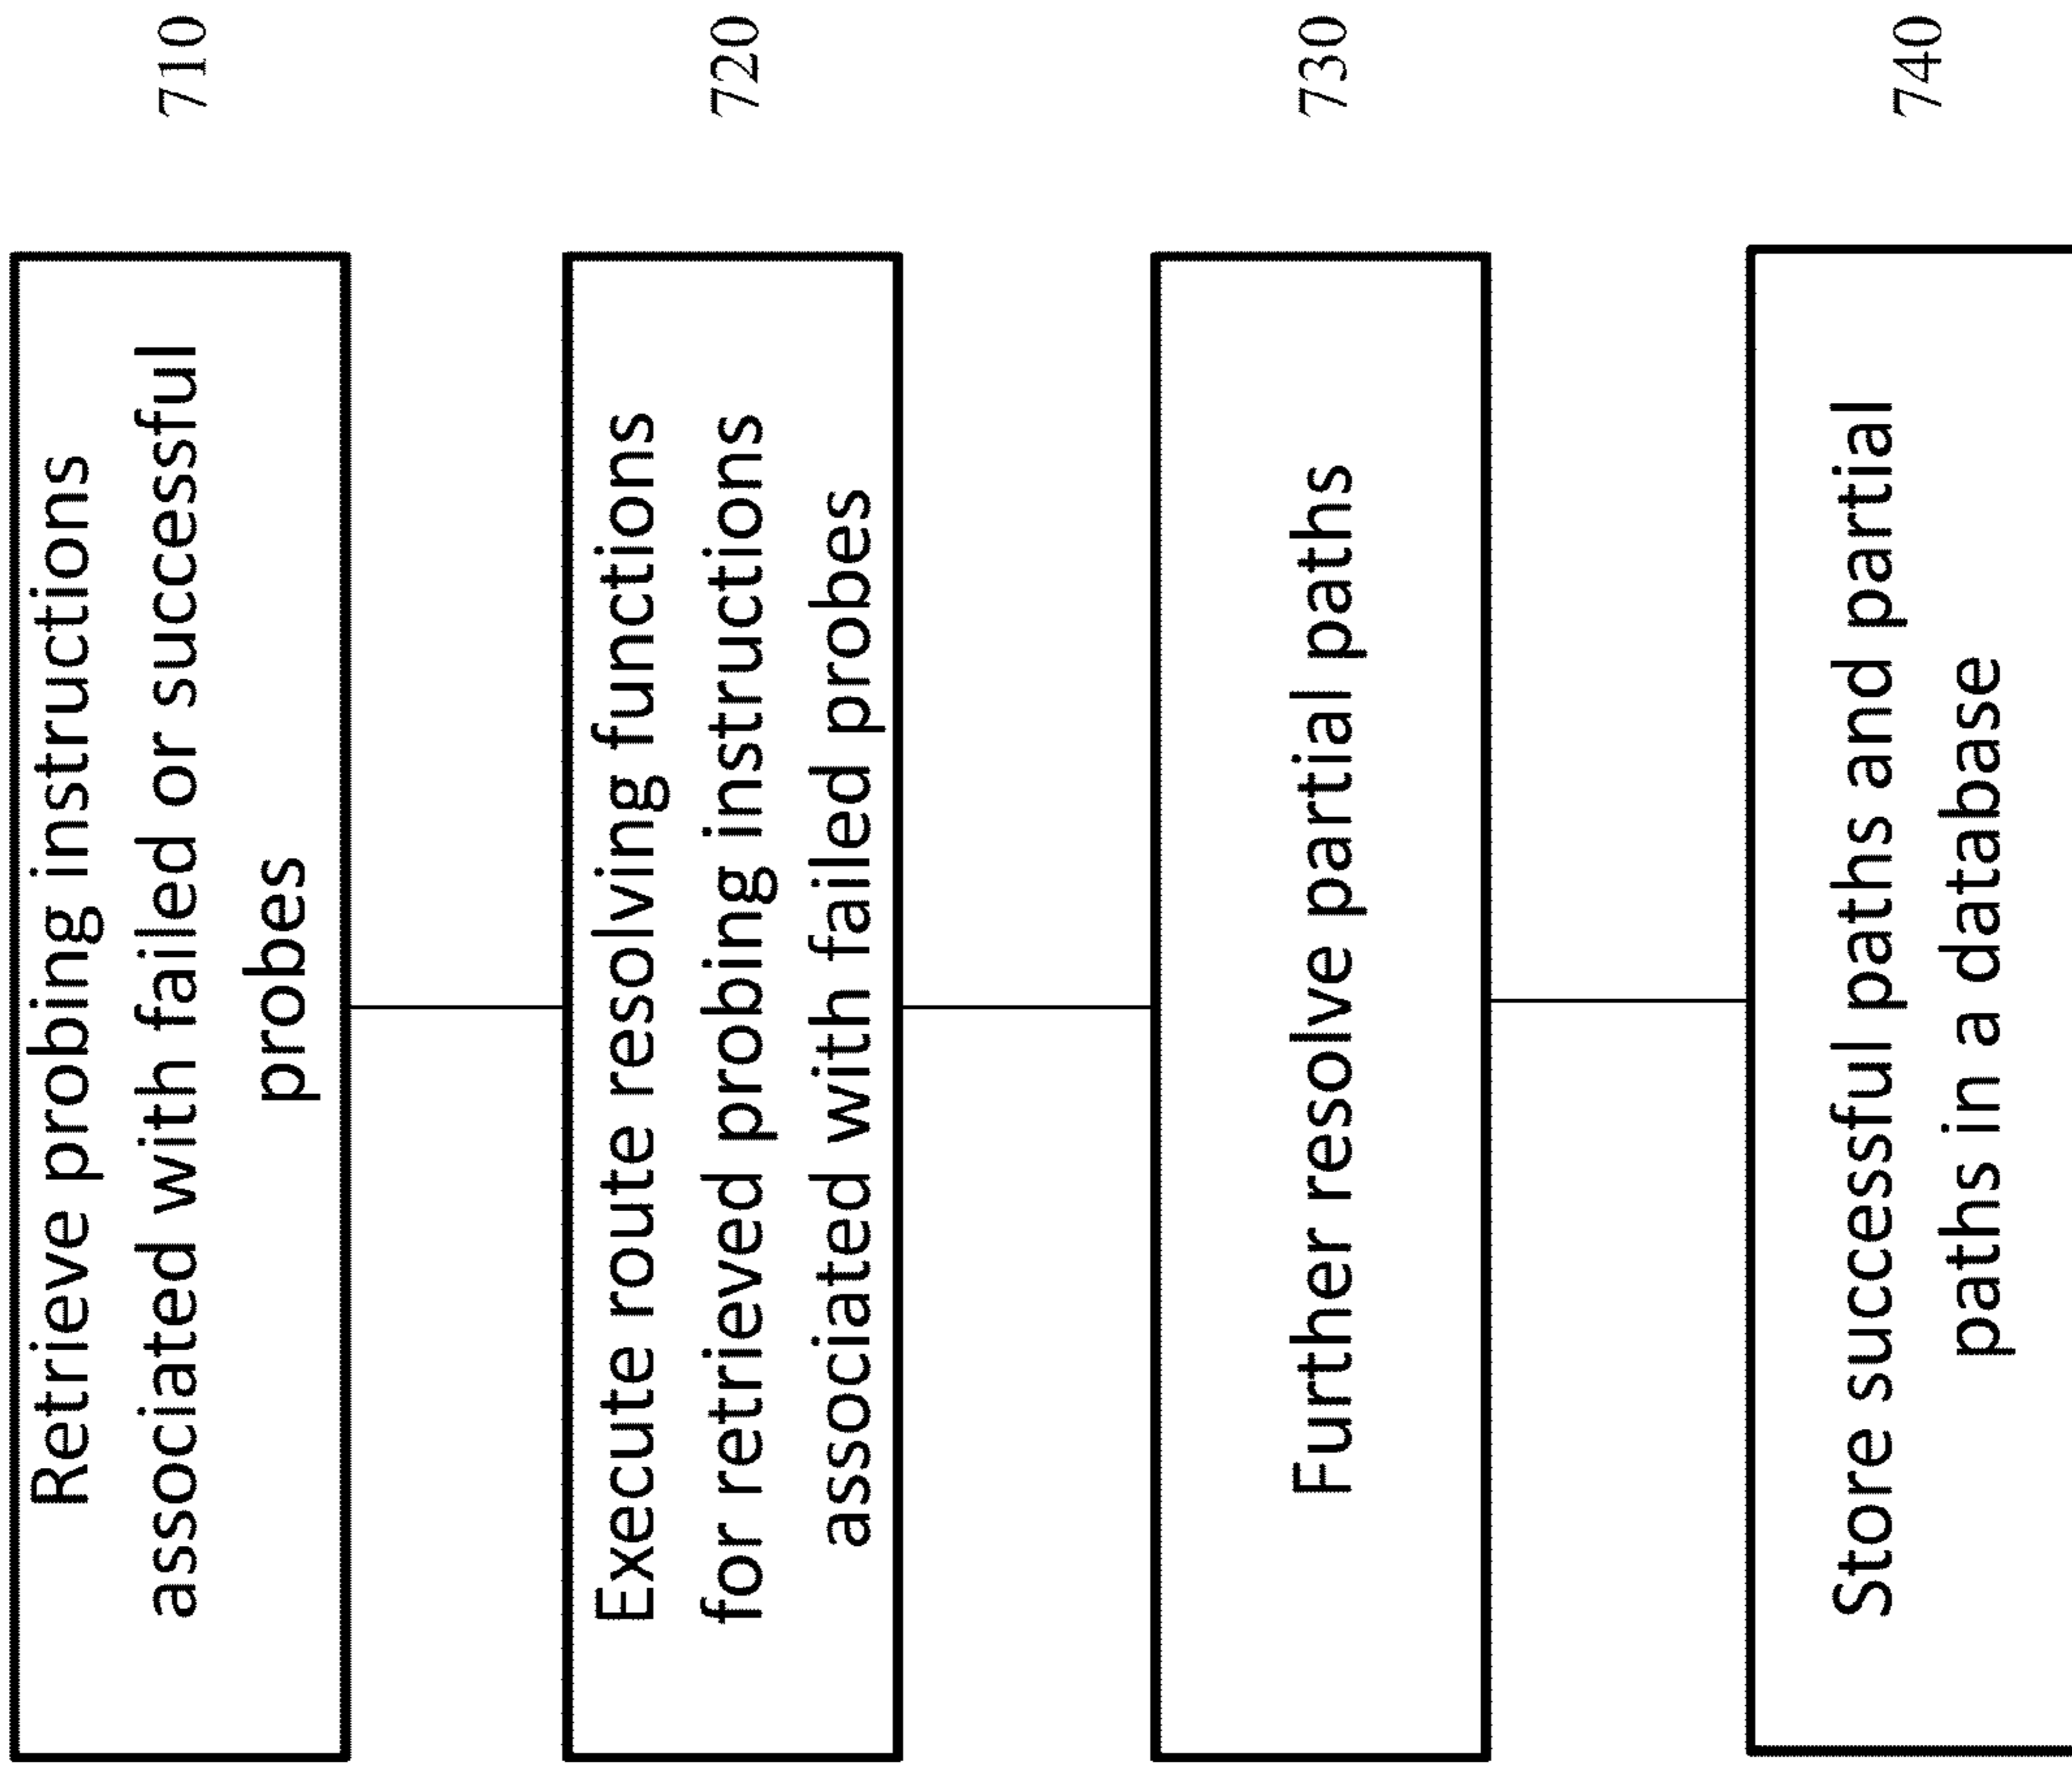 Retrieve probing instructions
associated with failed or successful
probes
710
Execute route resolving functions
for retrieved probing instructions
associated with failed probes
720
Further resolve partial paths
730
Store successful paths and partial
paths in a database
740